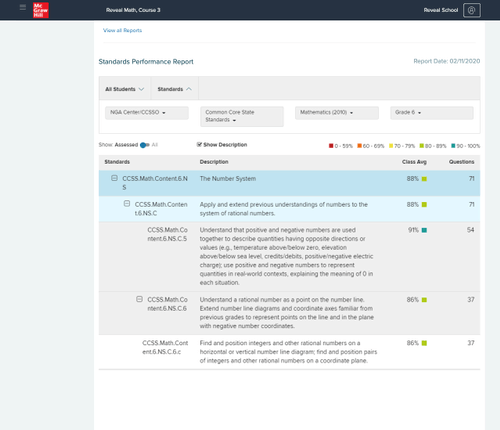 Mc
Graw
Hill
Reveal Math, Course 3
Reveal School
View all Reports
Standards Performance Report
Report Date: 02/11/2020
All Students
Standards
NGA Center/CCSSO
Common Core State
Standards
Mathematics (2010)
Grade 6
Show: Assessed All
Show Description
0 - 59% 60 - 69% 70 - 79% 80 - 89% 90 - 100%
Standards Description Class Avg Questions
CCSS.Math.Content.6.N
S
The Number System
88%
71
CCSS.Math.Conten
t.6.NS.C
Apply and extend previous understandings of numbers to the
system of rational numbers.
88%
71
CCSS.Math.Co
ntent.6.NS.C.5
Understand that positive and negative numbers are used
together to describe quantities having opposite directions or
values (e.g., temperature above/below zero, elevation
above/below sea level, credits/debits, positive/negative electric
charge); use positive and negative numbers to represent
quantities in real-world contexts, explaining the meaning of 0 in
each situation.
91%
54
CCSS.Math.Co
ntent.6.NS.C.6
Understand a rational number as a point on the number line.
Extend number line diagrams and coordinate axes familiar from
previous grades to represent points on the line and in the plane
with negative number coordinates.
86%
37
CCSS.Math.Cont
ent.6.NS.C.6.c
Find and position integers and other rational numbers on a
horizontal or vertical number line diagram; find and position pairs
of integers and other rational numbers on a coordinate plane.
86%
37